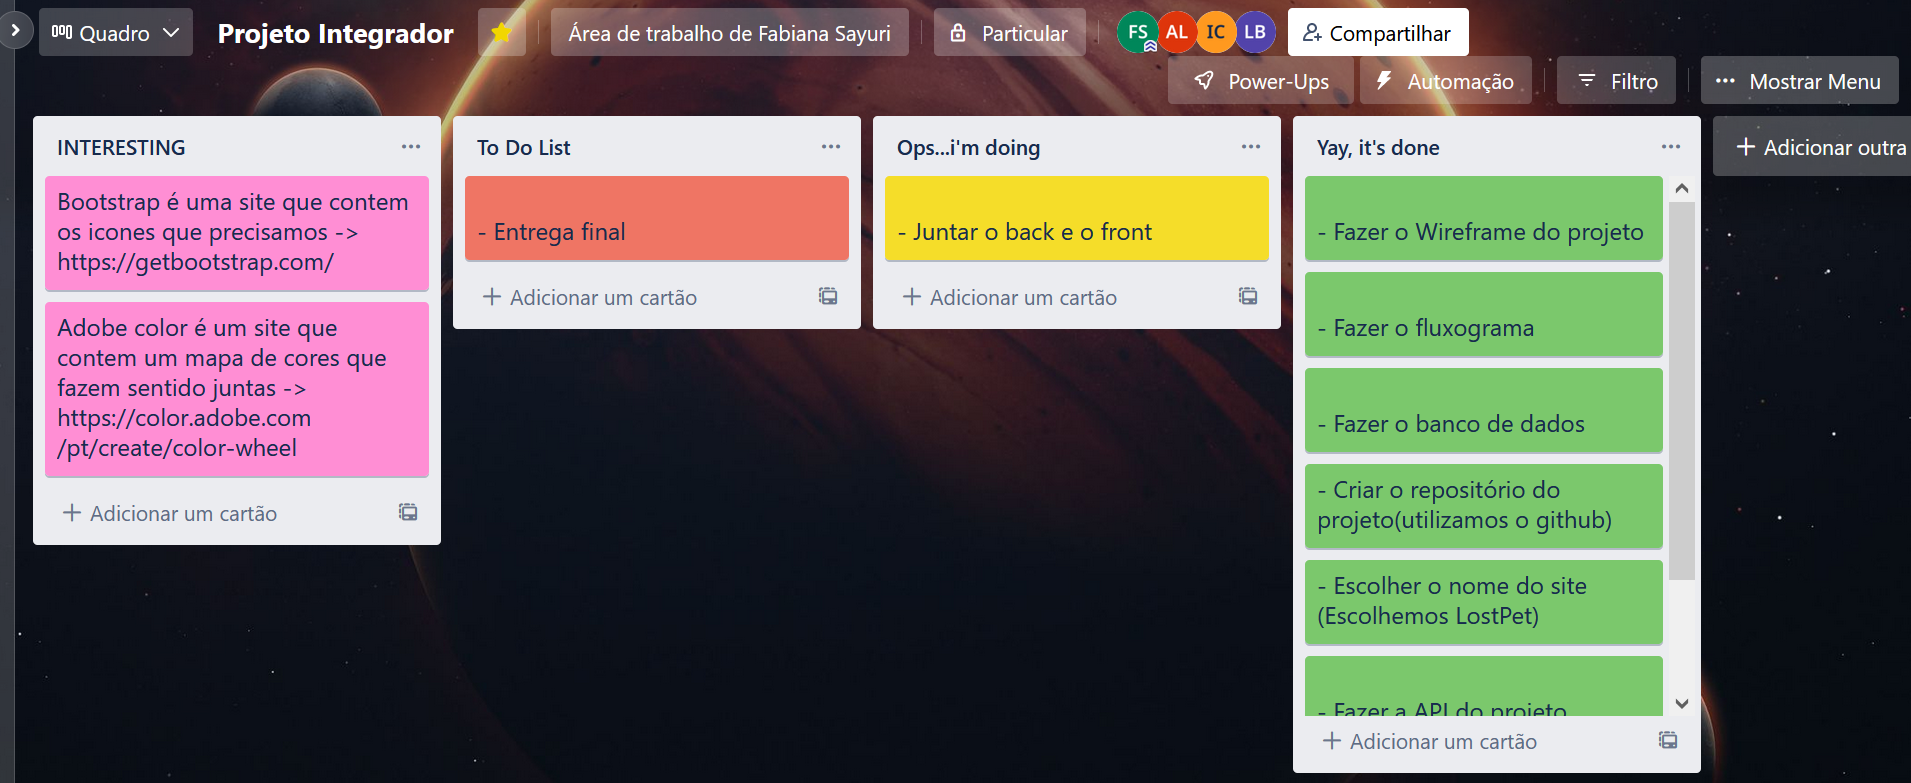 Quadro
Projeto Integrador
Área de trabalho de Fabiana Sayuri
Particular
FS
AL
IC
LB
Compartilhar
Power-Ups
Automação
Filtro
Mostrar Menu
INTERESTING
Bootstrap é uma site que contem
os icones que precisamos ->
https://getbootstrap.com/
Adobe color é um site que
contem um mapa de cores que
fazem sentido juntas ->
https://color.adobe.com
/pt/create/color-wheel
+ Adicionar um cartão
To Do List
- Entrega final
+ Adicionar um cartão
Ops...i'm doing
- Juntar o back e o front
+ Adicionar um cartão
Yay, it's done
- Fazer o Wireframe do projeto
- Fazer o fluxograma
- Fazer o banco de dados
- Criar o repositório do
projeto(utilizamos o github)
- Escolher o nome do site
(Escolhemos LostPet)
- Fazer a API do projeto
+ Adicionar um cartão
+ Adicionar outra